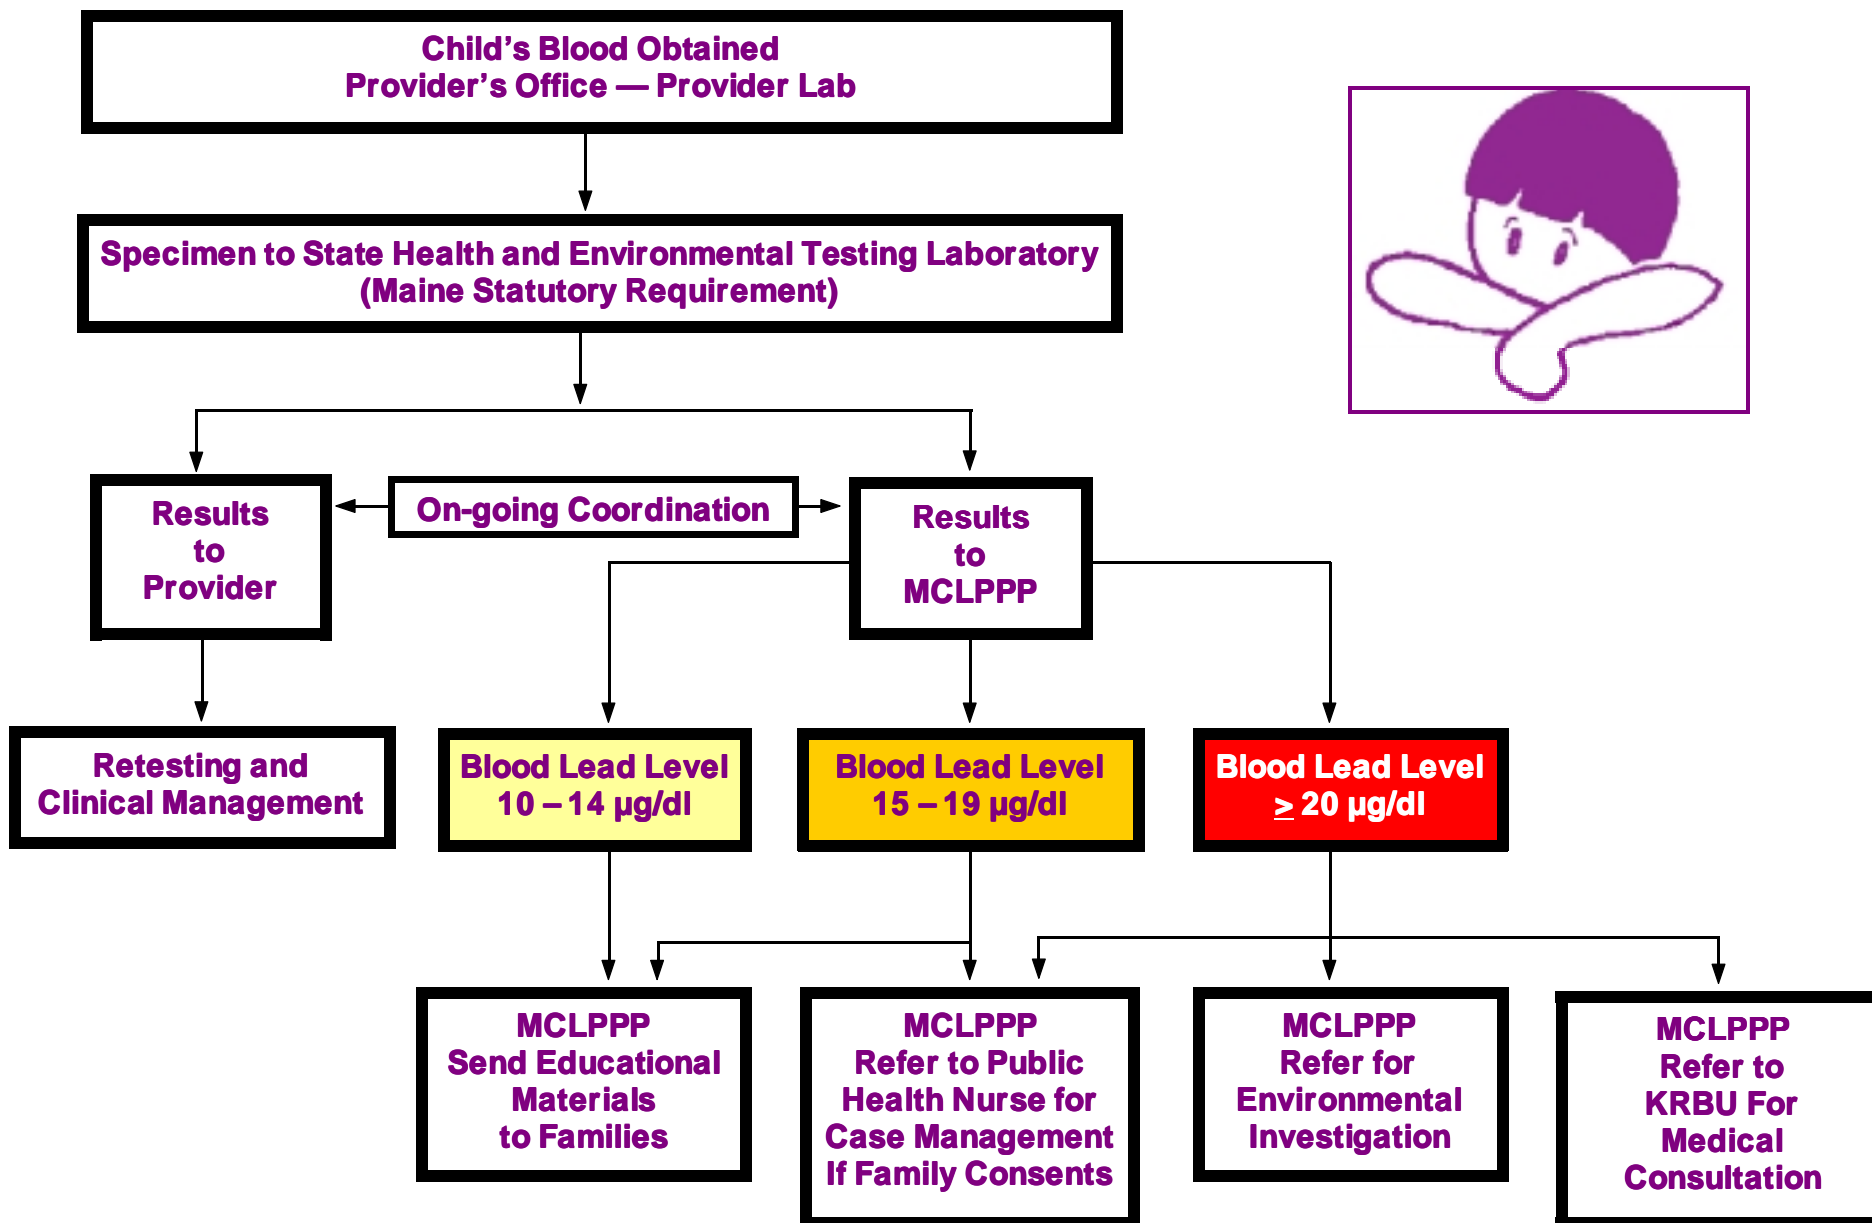 Child’s Blood Obtained
Provider’s Office — Provider Lab
Specimen to State Health and Environmental Testing Laboratory
(Maine Statutory Requirement)
Results
to
Provider
On-going Coordination
Results
to
MCLPPP
Retesting and
Clinical Management
Blood Lead Level
10 – 14 µg/dl
Blood Lead Level
15 – 19 µg/dl
Blood Lead Level
≥ 20 µg/dl
MCLPPP
Send Educational
Materials
to Families
MCLPPP
Refer to Public
Health Nurse for
Case Management
If Family Consents
MCLPPP
Refer for
Environmental
Investigation
MCLPPP
Refer to
KRBU For
Medical
Consultation